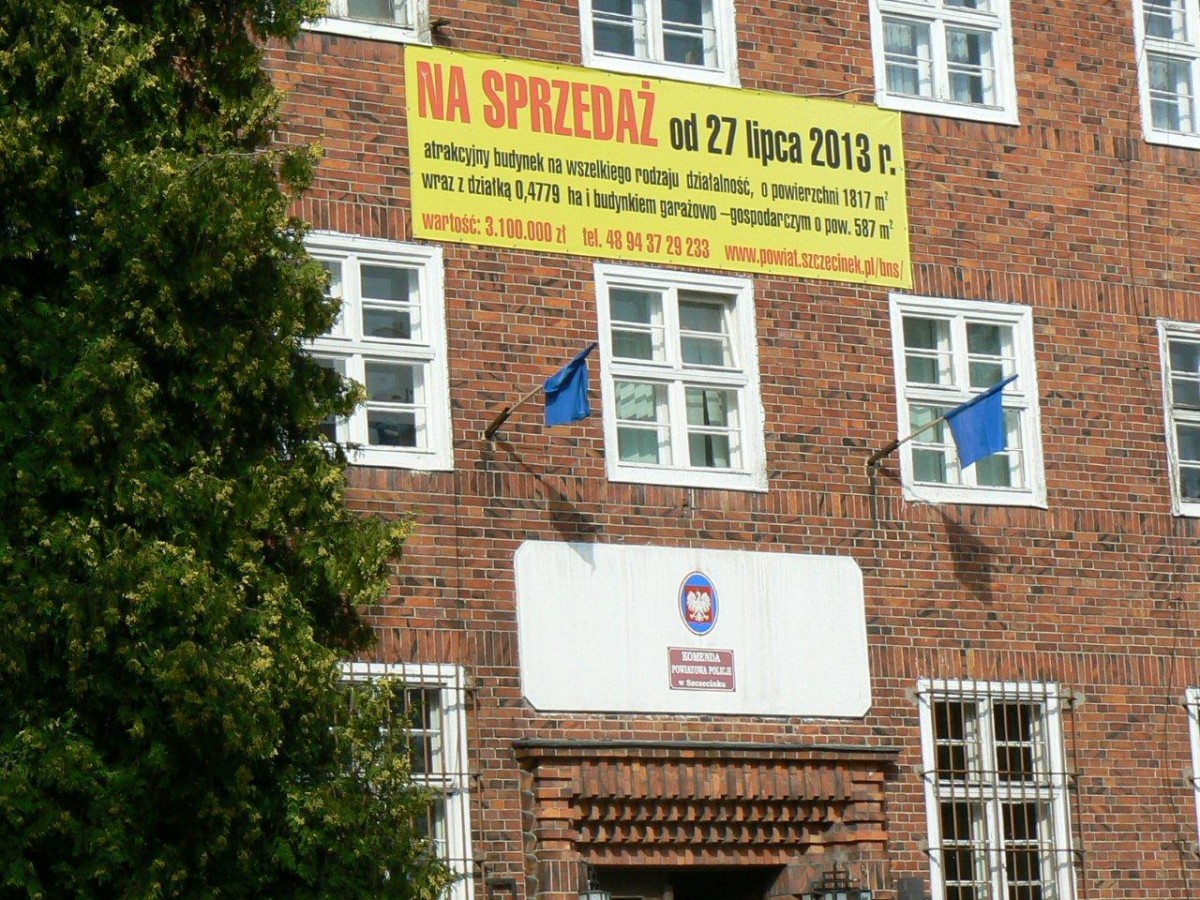 NA SPRZEDAŻ od 27 lipca 2013 r.
atrakcyjny budynek na wszelkiego rodzaju działalność, o powierzchni 1817 m²
wraz z działką 0,4779 ha i budynkiem garażowo –gospodarczym o pow. 587 m²
wartość: 3.100.000 zł tel. 48 94 37 29 233 www.powiat.szczecinek.pl/bns/
KOMENDA
POWIATOWA POLICJI
w Szczecinku